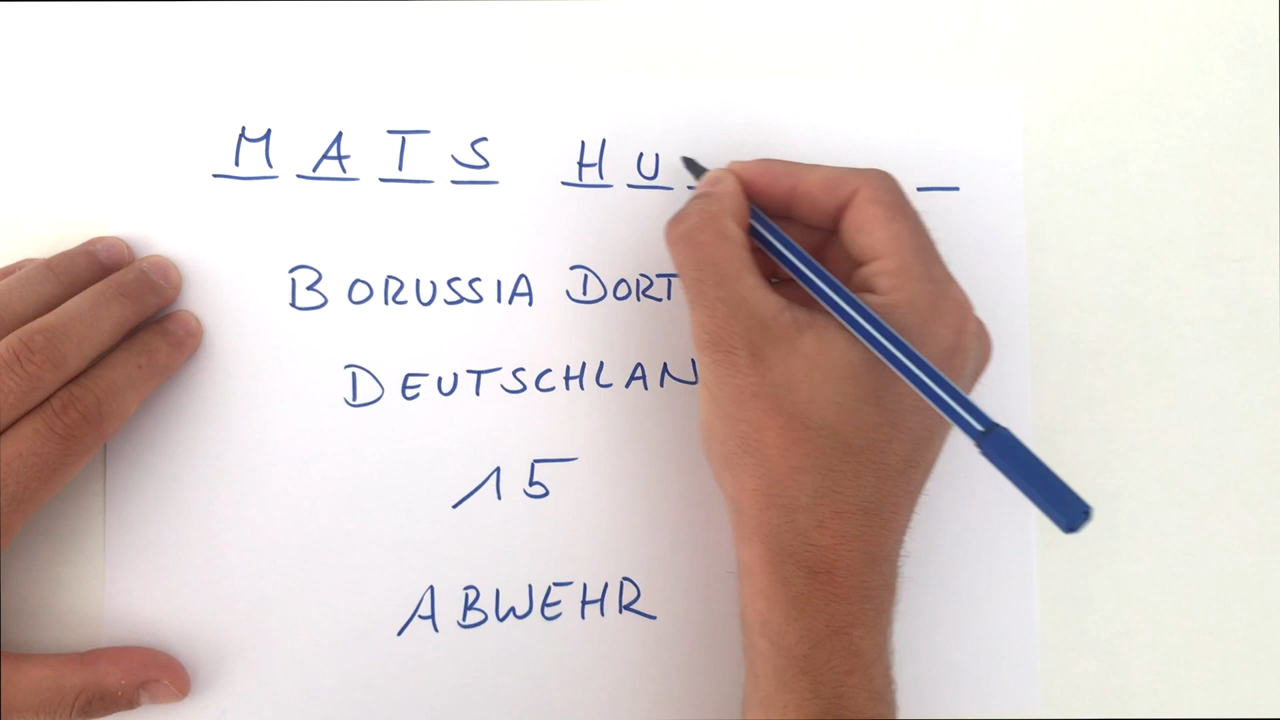 MATS HU
BORUSSIA DORT
DEUTSCHLAN
15
ABWEHR